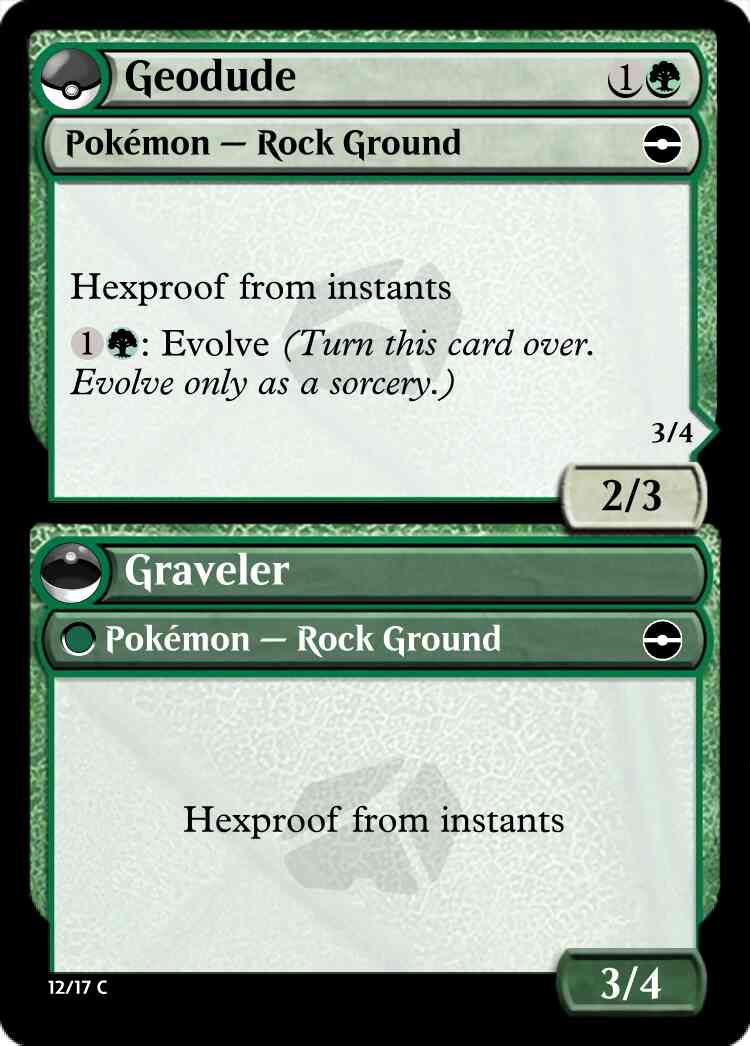 Geodude 1
Pokémon — Rock Ground
Hexproof from instants
1: Evolve (Turn this card over.
Evolve only as a sorcery.)
3/4
2/3
Graveler
Pokémon — Rock Ground
Hexproof from instants
12/17 C
3/4